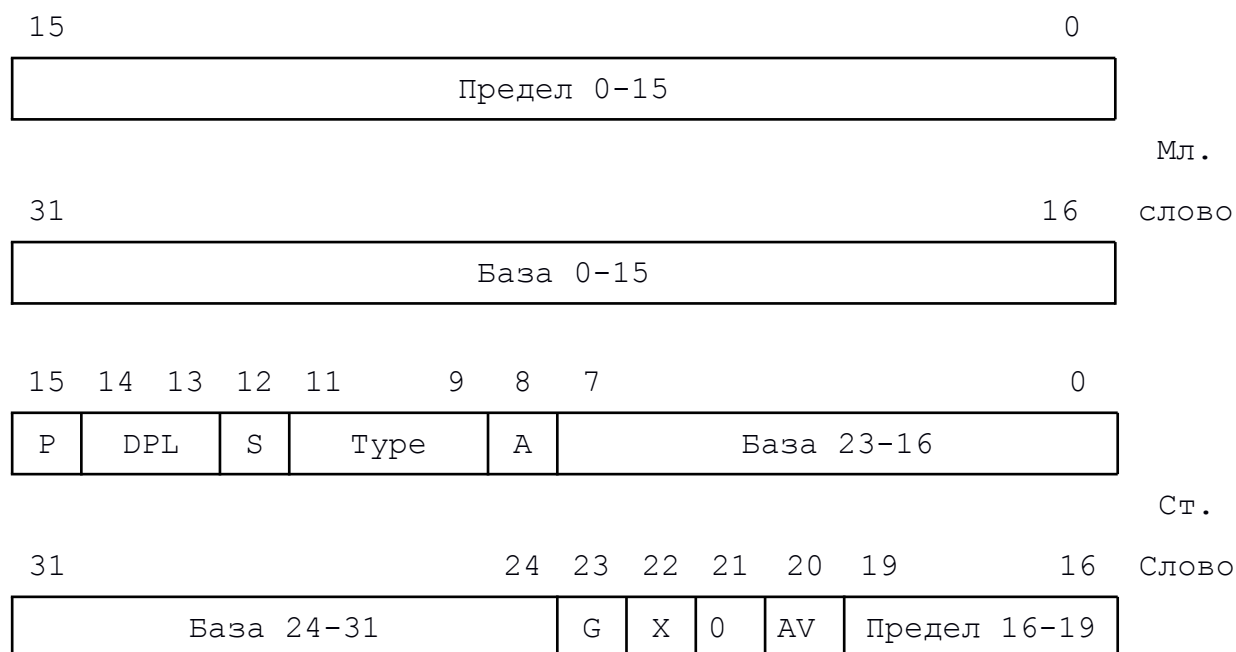 15 0
Предел 0-15
Мл.
31 16 слово
База 0-15
15 14 13 12 11 9 8 7 0
P DPL S Type A База 23-16
Ст.
31 24 23 22 21 20 19 16 Слово
База 24-31 G X 0 AV Предел 16-19